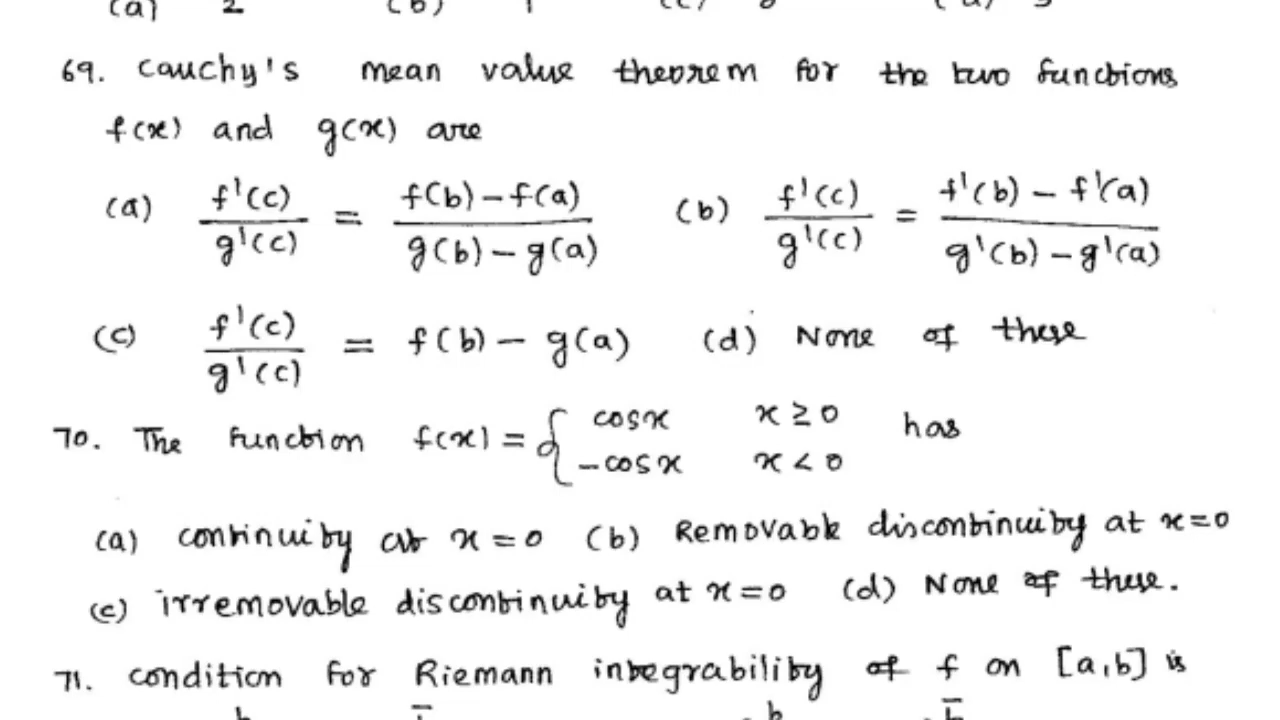 (a) 2 (b)
69. Cauchy's mean value theorem for the two functions
f(x) and g(x) are
(a) f'(c)/g'(c) = f(b) - f(a)/g(b) - g(a) (b) f'(c)/g'(c) = f'(b) - f'(a)/g'(b) - g'(a)
(c) f'(c)/g'(c) = f(b) - g(a) (d) None of these
70. The function f(x) = { cosx x ≥ 0 has
-cosx x < 0
(a) continuity at x = 0 (b) Removable discontinuity at x=0
(c) irremovable discontinuity at x=0 (d) None of these.
71. condition for Riemann integrability of f on [a,b] is